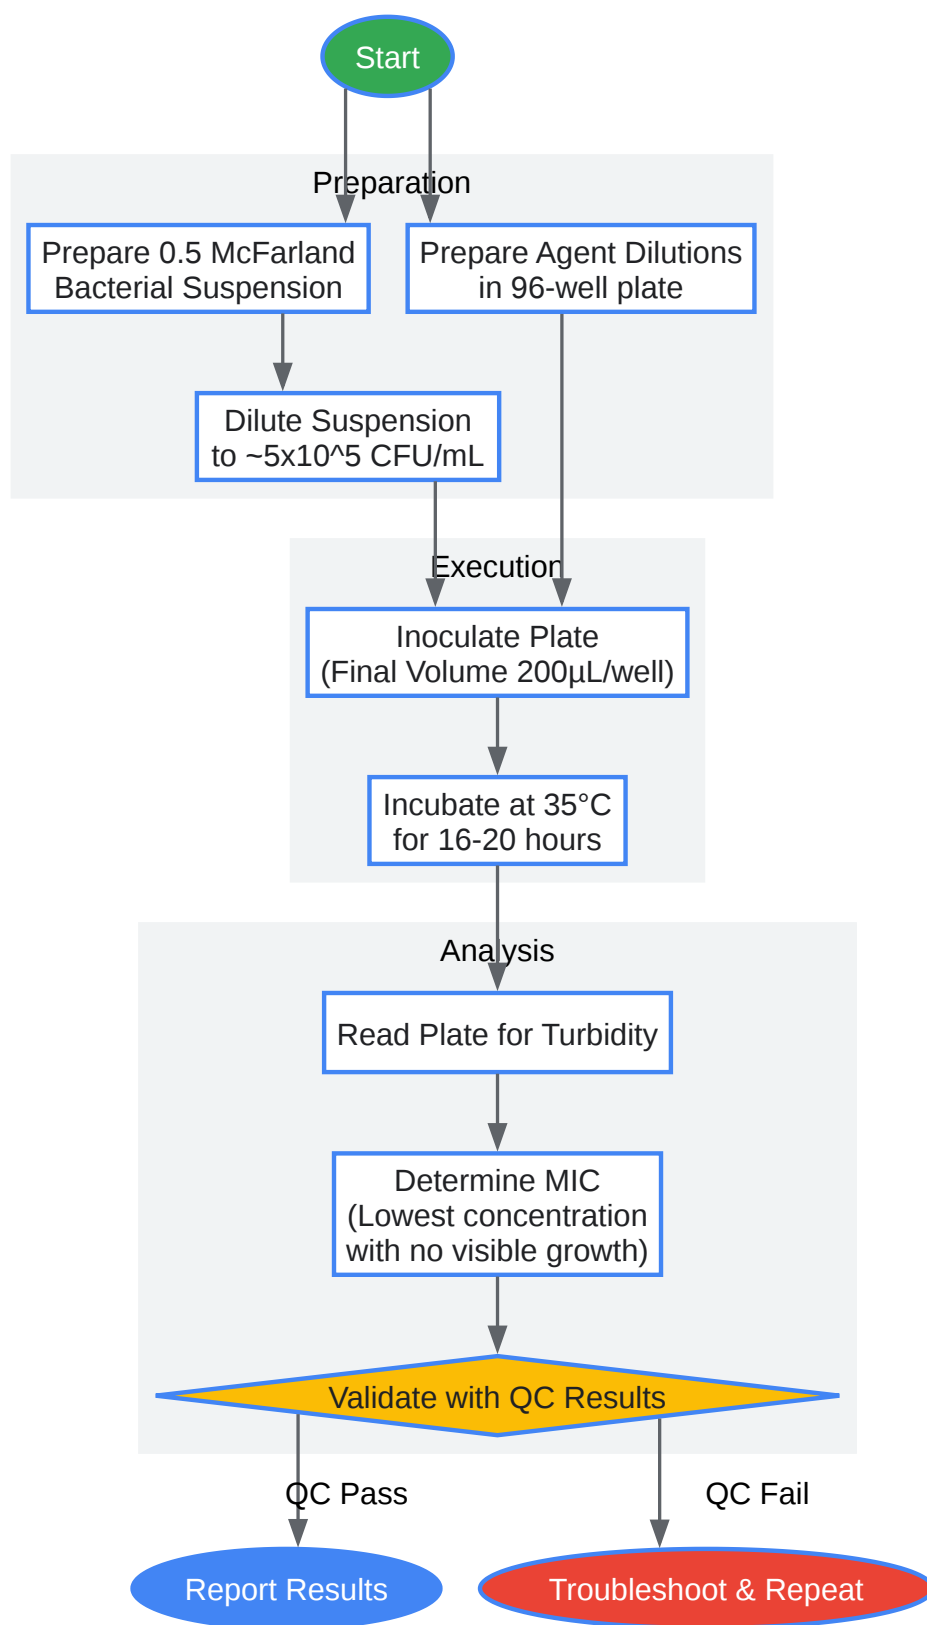 Start
Preparation
Prepare 0.5 McFarland
Bacterial Suspension
Prepare Agent Dilutions
in 96-well plate
Dilute Suspension
to ~5x10^5 CFU/mL
Execution
Inoculate Plate
(Final Volume 200µL/well)
Incubate at 35°C
for 16-20 hours
Analysis
Read Plate for Turbidity
Determine MIC
(Lowest concentration
with no visible growth)
Validate with QC Results
QC Pass
QC Fail
Report Results
Troubleshoot & Repeat